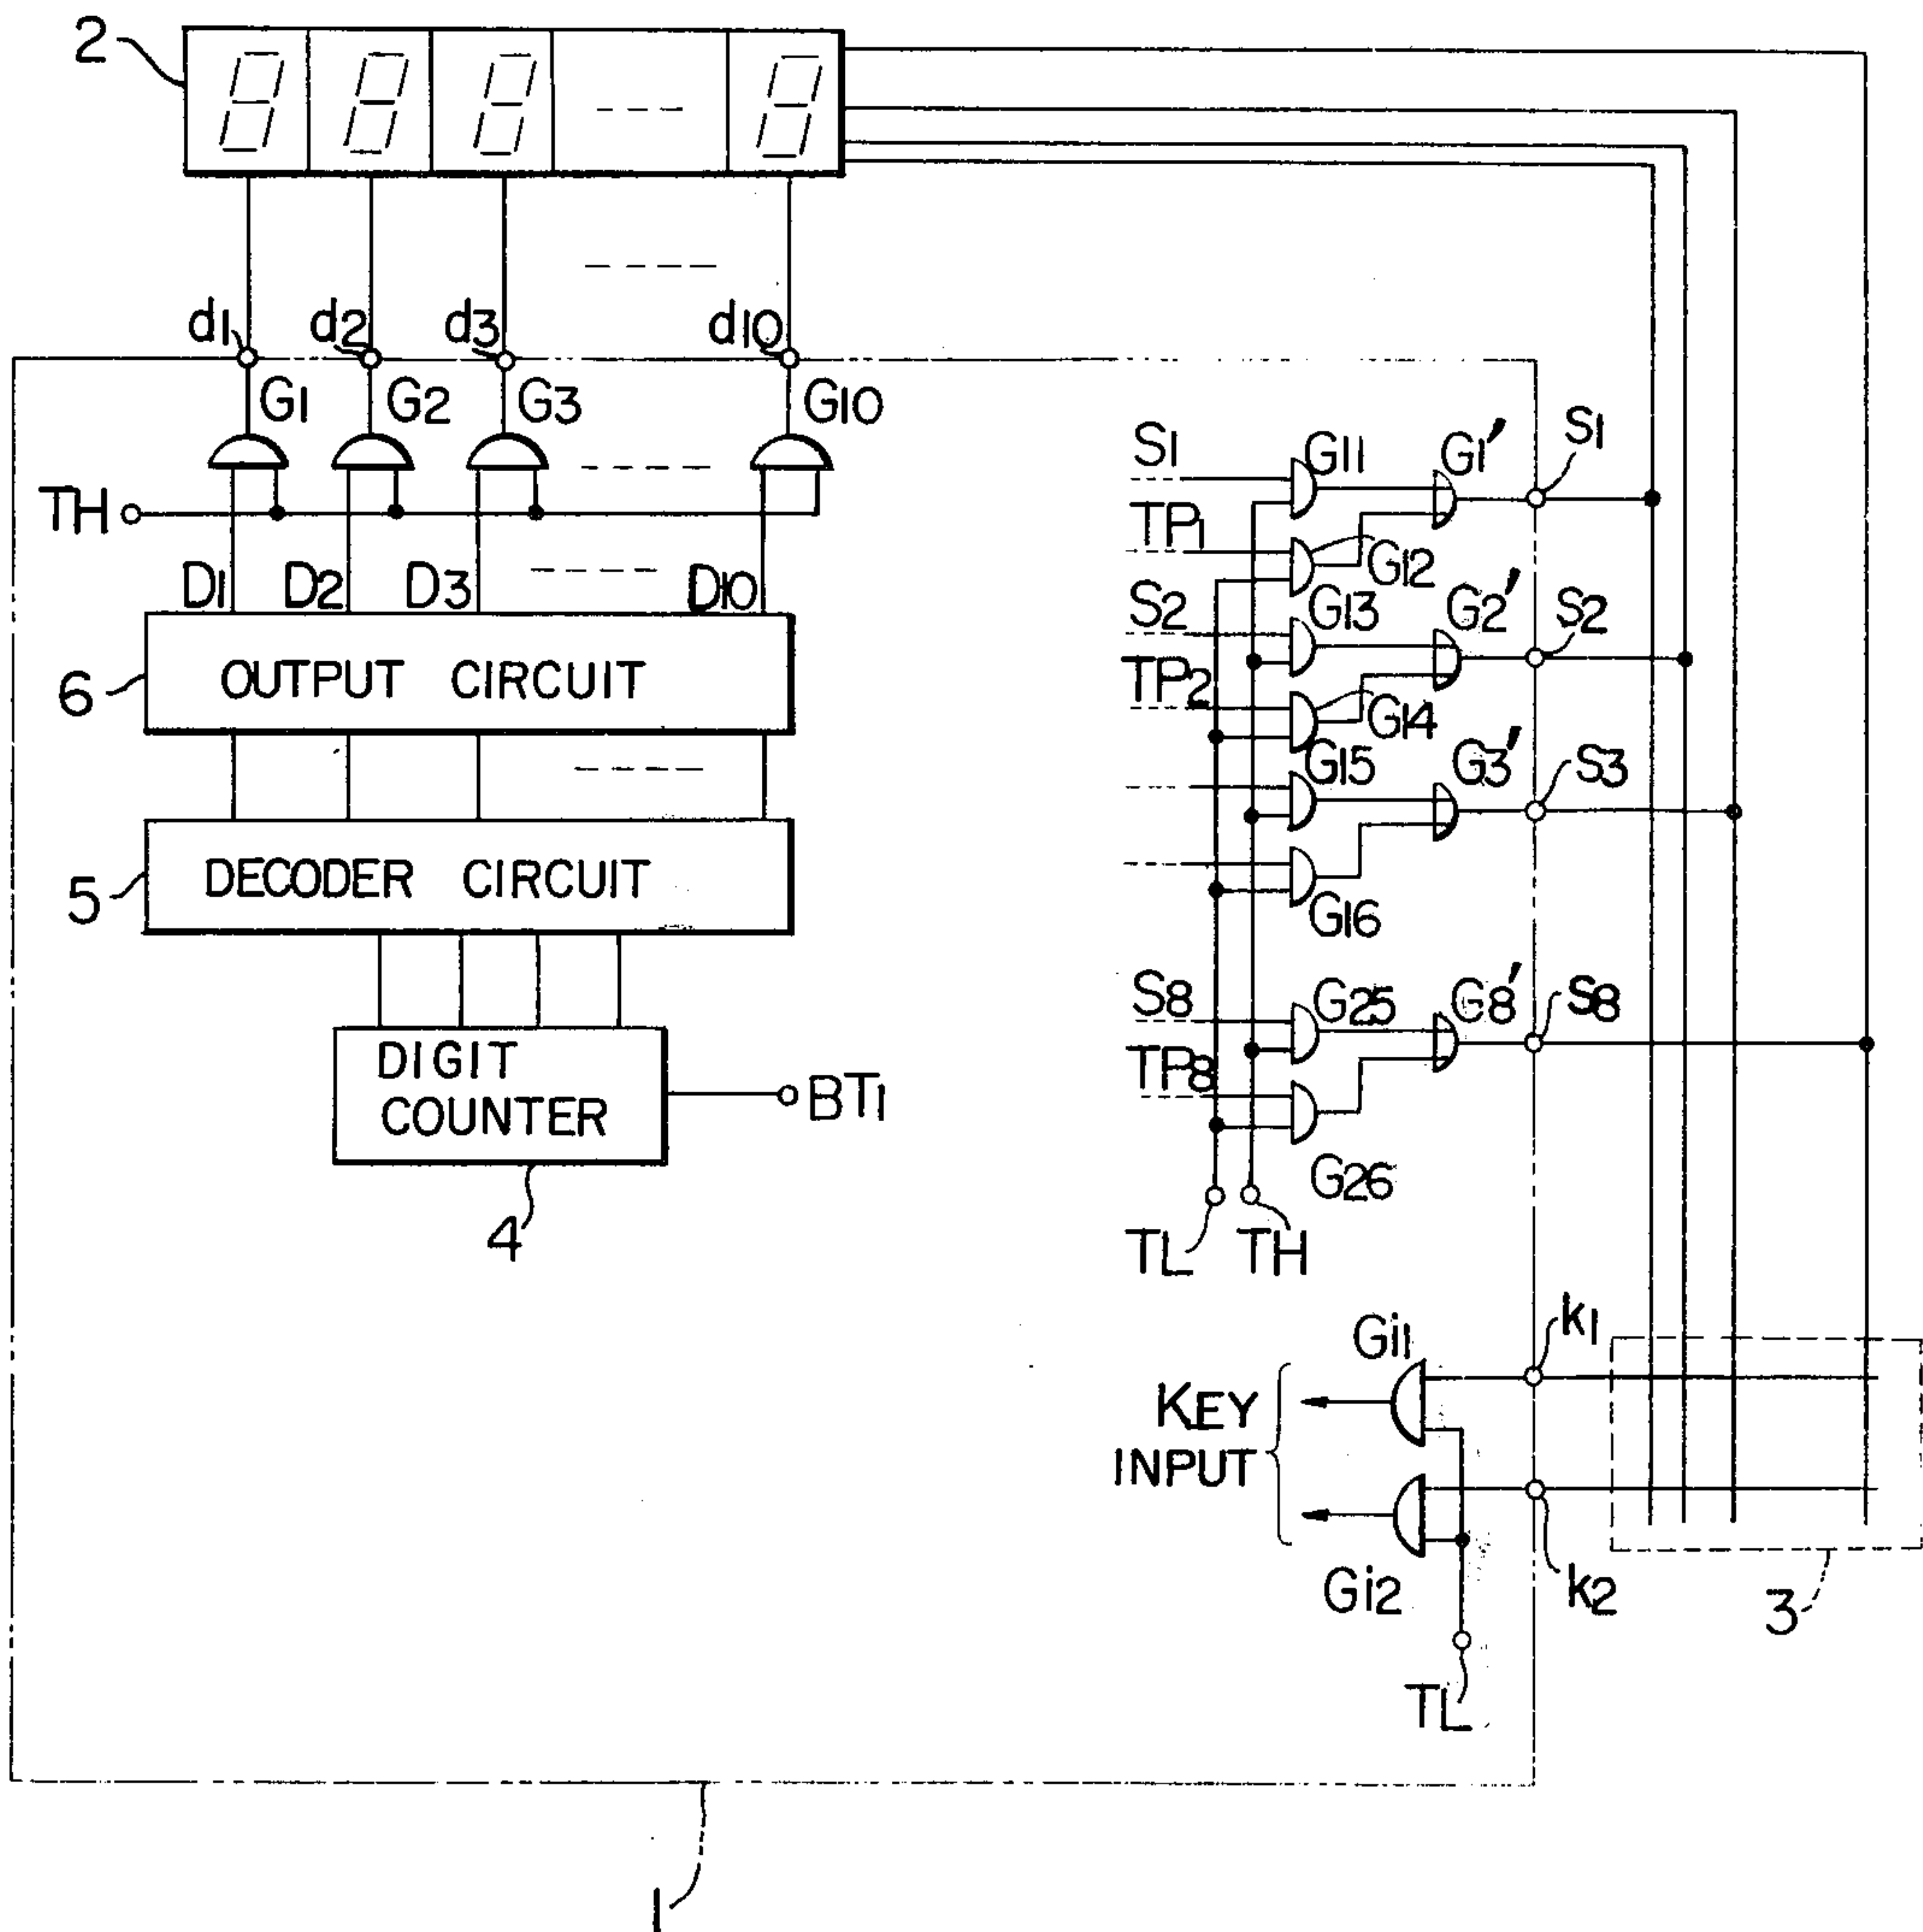 2
d1 d2 d3 d10
G1 G2 G3 G10
TH
D1 D2 D3 D10
OUTPUT CIRCUIT
6
DECODER CIRCUIT
5
DIGIT
COUNTER
BT1
4
S1 G11 G1' S1
TP1 G12
S2 G13 G2' S2
TP2 G14
G15 G3' S3
G16
S8 G25 G8' S8
TP8
G26
TL TH
Gi1 k1
KEY
INPUT
Gi2 k2
3
TL
1